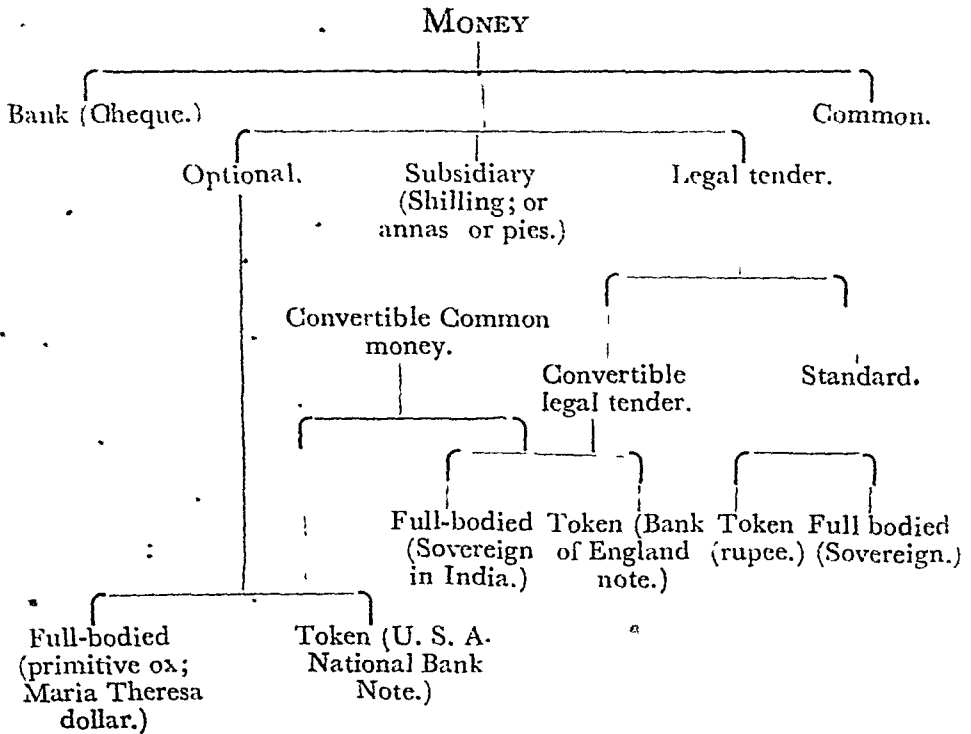 MONEY
Bank (Cheque.)
Common.
Optional.
Subsidiary
(Shilling; or
annas or pies.)
Legal tender.
Convertible Common
money.
Convertible
legal tender.
Standard.
Full-bodied
(Sovereign
in India.)
Token (Bank
of England
note.)
Token
(rupee.)
Full bodied
(Sovereign.)
Full-bodied
(primitive ox;
Maria Theresa
dollar.)
Token (U. S. A.
National Bank
Note.)